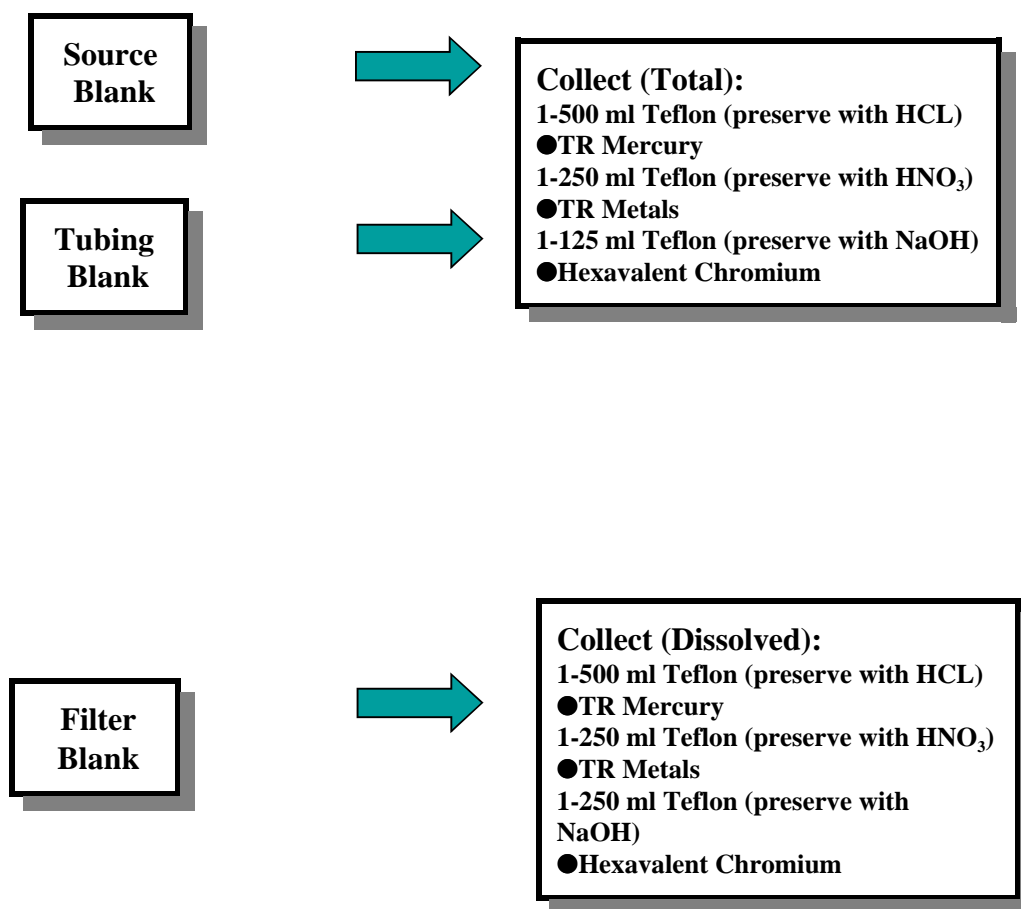 Source
Blank
Collect (Total):
1-500 ml Teflon (preserve with HCL)
●TR Mercury
1-250 ml Teflon (preserve with HNO₃)
●TR Metals
1-125 ml Teflon (preserve with NaOH)
●Hexavalent Chromium
Tubing
Blank
Filter
Blank
Collect (Dissolved):
1-500 ml Teflon (preserve with HCL)
●TR Mercury
1-250 ml Teflon (preserve with HNO₃)
●TR Metals
1-250 ml Teflon (preserve with
NaOH)
●Hexavalent Chromium